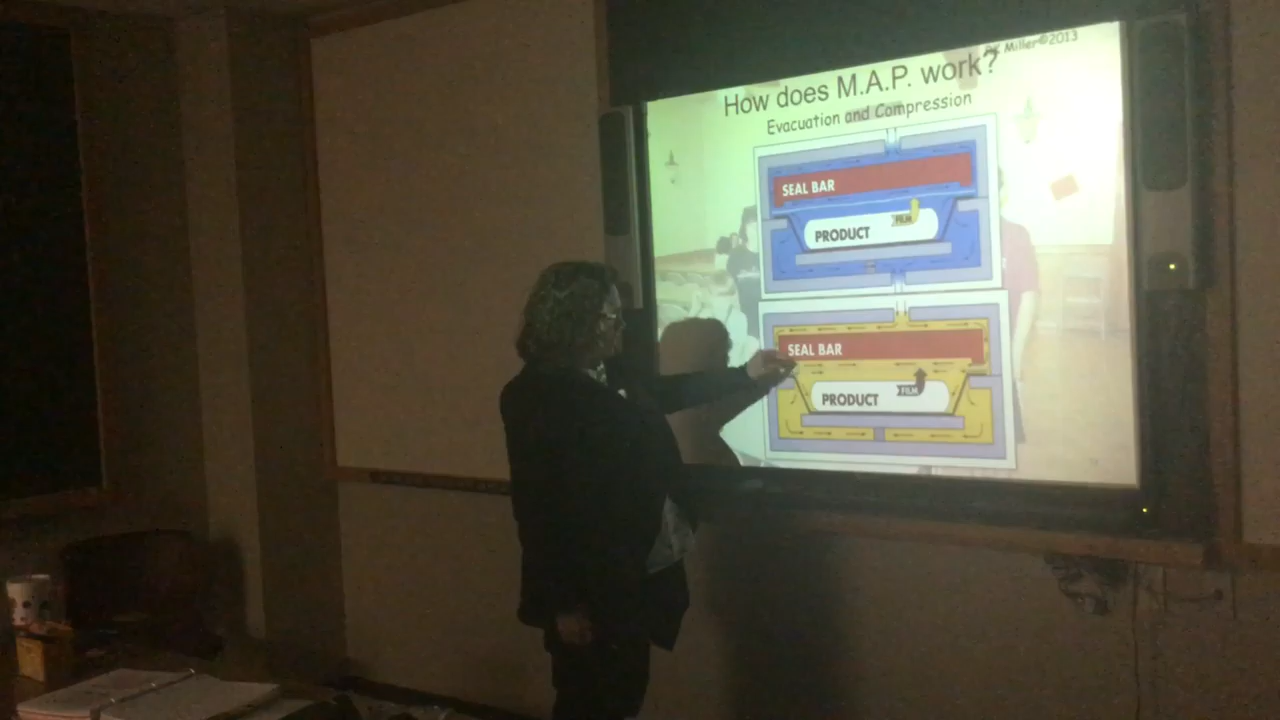 Miller©2013
How does M.A.P. work?
Evacuation and Compression
SEAL BAR
FILM
PRODUCT
SEAL BAR
FILM
PRODUCT